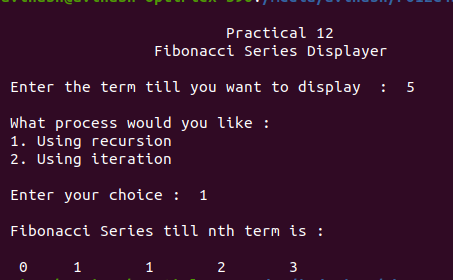 Practical 12
Fibonacci Series Displayer
Enter the term till you want to display : 5
What process would you like :
1. Using recursion
2. Using iteration
Enter your choice : 1
Fibonacci Series till nth term is :
0 1 1 2 3